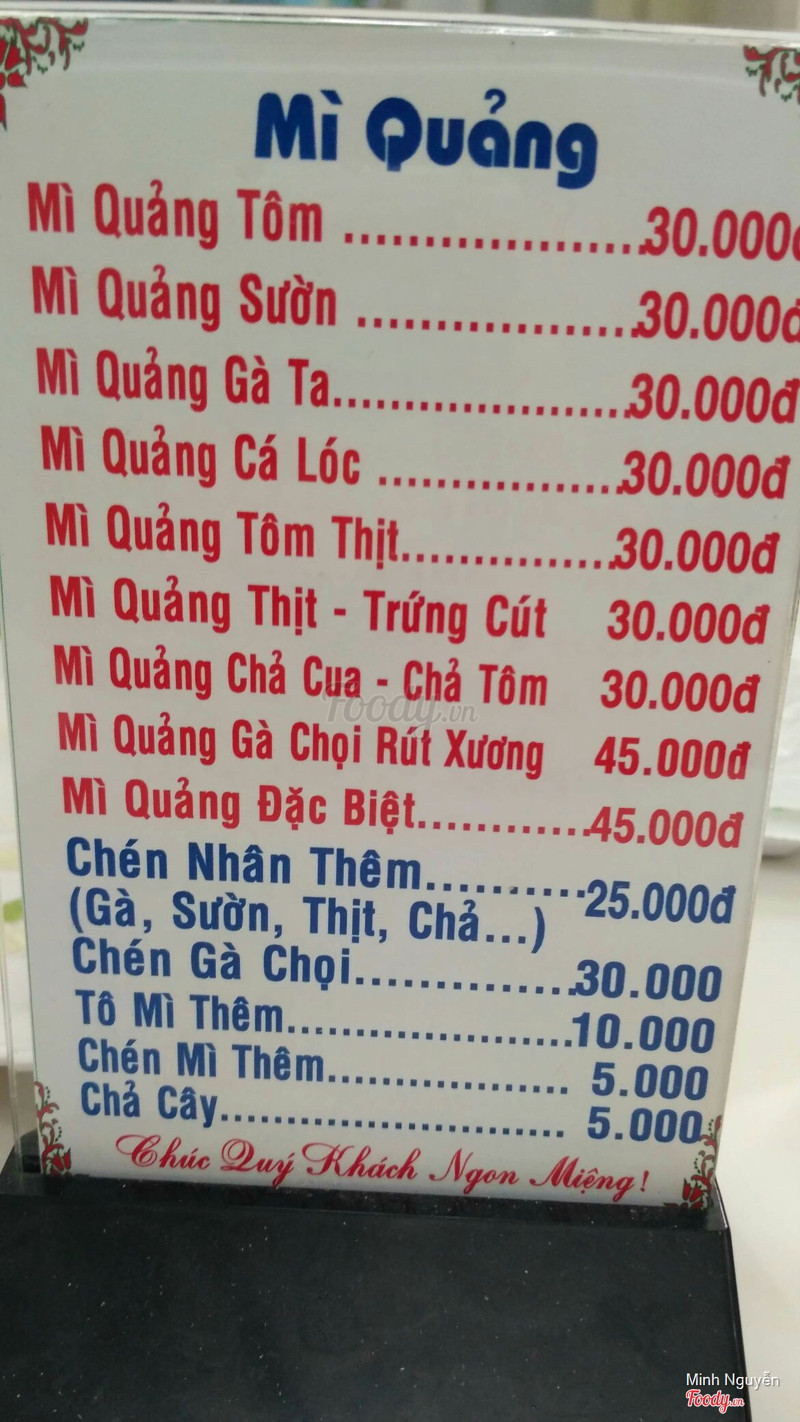 Mì Quảng
Mì Quảng Tôm ....................30.000đ
Mì Quảng Sườn ..................30.000đ
Mì Quảng Gà Ta...................30.000đ
Mì Quảng Cá Lóc ................30.000đ
Mì Quảng Tôm Thịt..............30.000đ
Mì Quảng Thịt - Trứng Cút 30.000đ
Mì Quảng Chả Cua - Chả Tôm 30.000đ
Mì Quảng Gà Chọi Rút Xương 45.000đ
Mì Quảng Đặc Biệt............45.000đ
Chén Nhân Thêm..........25.000đ
(Gà, Sườn, Thịt, Chả...)
Chén Gà Chọi..............30.000
Tô Mì Thêm.....................10.000
Chén Mì Thêm.................. 5.000
Chả Cây.......................... 5.000
Chúc Quý Khách Ngon Miệng!
Foody.vn
Minh Nguyễn
Foody.vn